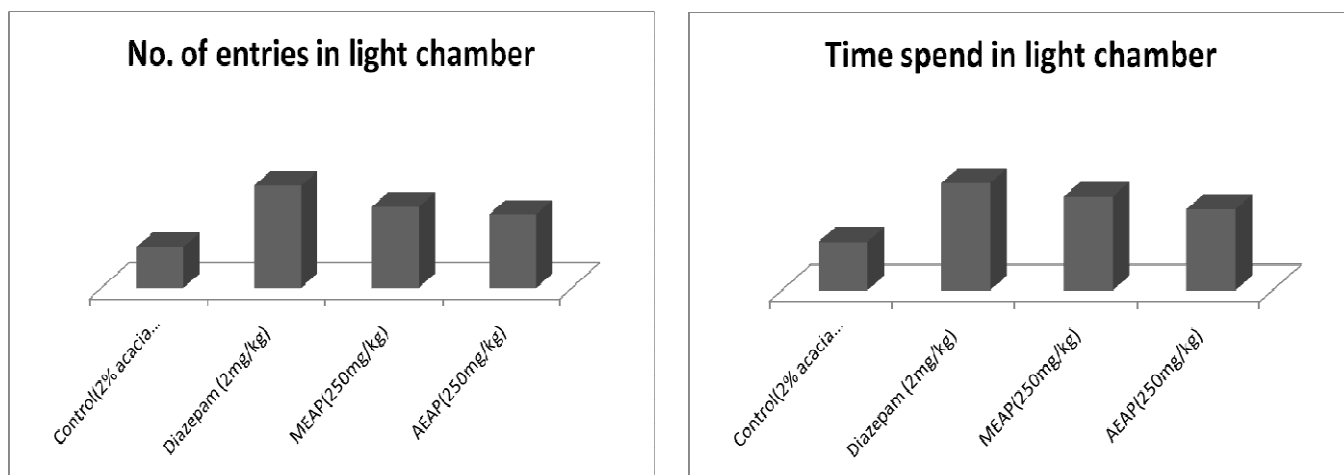 No. of entries in light chamber
Control(2% acacia...
Diazepam (2mg/kg)
MEAP(250mg/kg)
AEAP(250mg/kg)
Time spend in light chamber
Control(2% acacia...
Diazepam (2mg/kg)
MEAP(250mg/kg)
AEAP(250mg/kg)